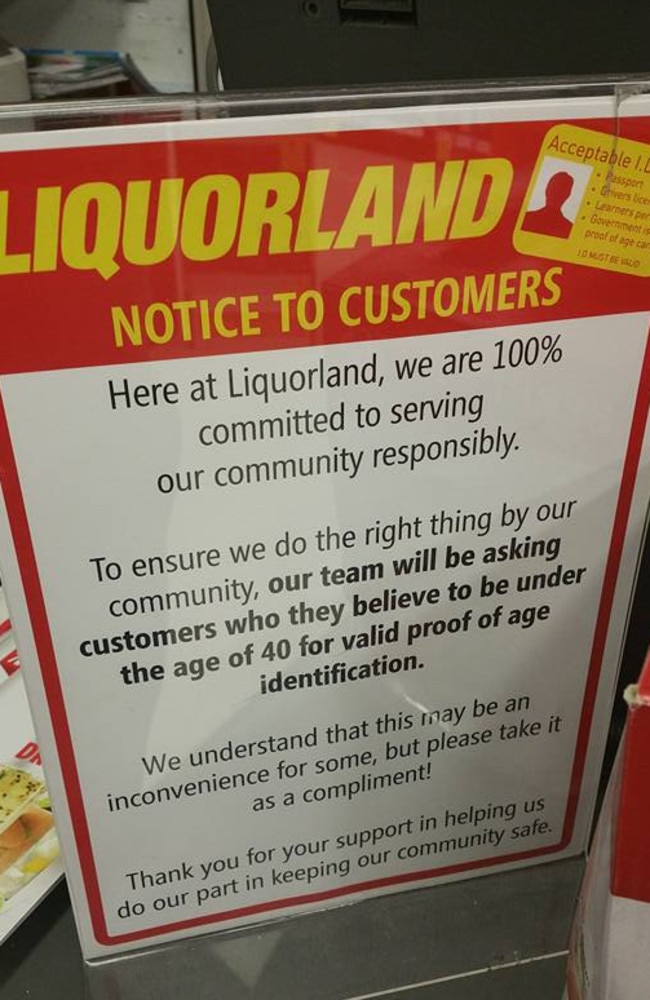 LIQUORLAND
Acceptable I.D
• Passport
• Drivers lice
• Learners per
• Government is
proof of age car
I.D MUST BE VALID
NOTICE TO CUSTOMERS
Here at Liquorland, we are 100%
committed to serving
our community responsibly.
To ensure we do the right thing by our
community, our team will be asking
customers who they believe to be under
the age of 40 for valid proof of age
identification.
We understand that this may be an
inconvenience for some, but please take it
as a compliment!
Thank you for your support in helping us
do our part in keeping our community safe.